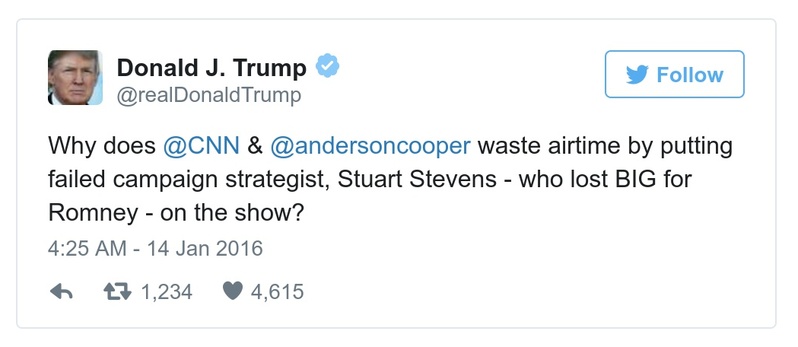 Donald J. Trump
@realDonaldTrump
Follow
Why does @CNN & @andersoncooper waste airtime by putting
failed campaign strategist, Stuart Stevens - who lost BIG for
Romney - on the show?
4:25 AM - 14 Jan 2016
1,234 4,615